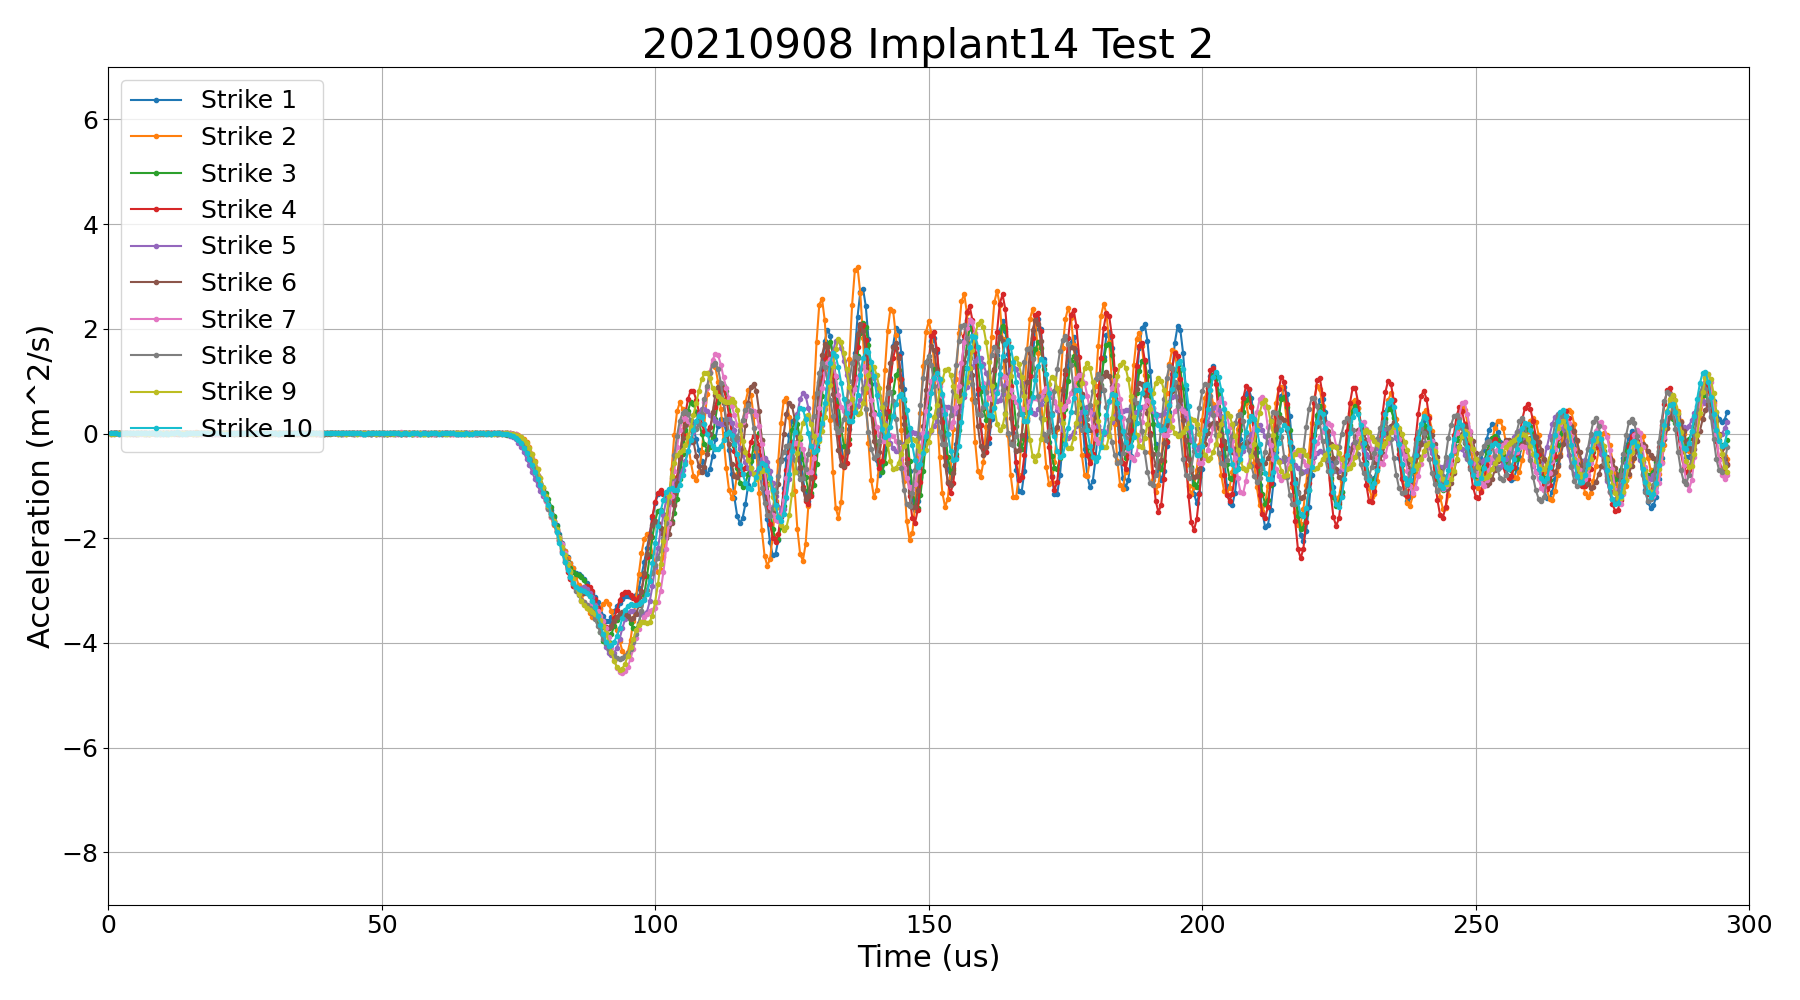 20210908 Implant14 Test 2
Strike 1
Strike 2
Strike 3
Strike 4
Strike 5
Strike 6
Strike 7
Strike 8
Strike 9
Strike 10
6
4
2
0
−2
−4
−6
−8
Acceleration (m^2/s)
0 50 100 150 200 250 300
Time (us)